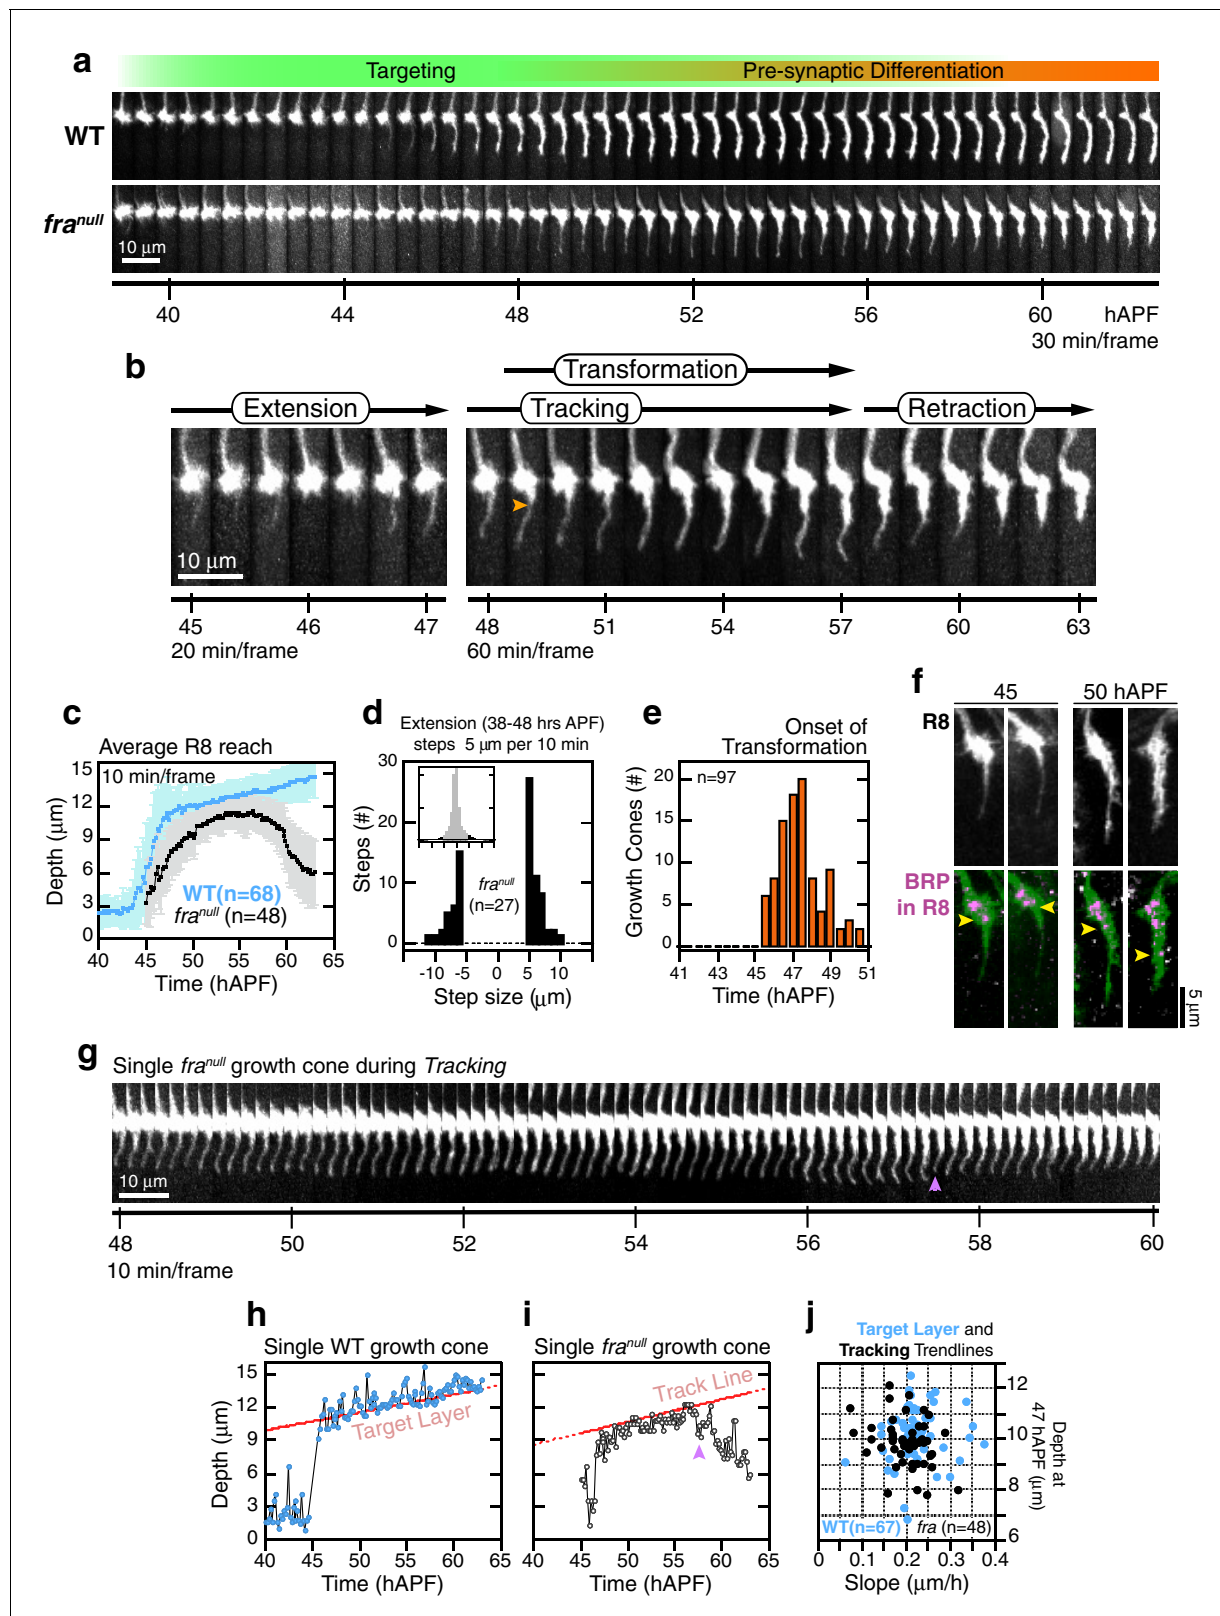 a
Targeting
Pre-synaptic Differentiation
WT
fra^null
10 μm
40 44 48 52 56 60 hAPF
30 min/frame
b
Transformation
Extension
Tracking
Retraction
10 μm
45 46 47
48 51 54 57 60 63
20 min/frame
60 min/frame
c
Average R8 reach
10 min/frame
15
12
9
6
3
0
Depth (μm)
WT(n=68)
fra^null (n=48)
40 45 50 55 60 65
Time (hAPF)
d
Extension (38-48 hrs APF)
steps 5 μm per 10 min
30
20
10
0
Steps (#)
fra^null
(n=27)
-10 -5 0 5 10
Step size (μm)
e
Onset of
Transformation
n=97
20
15
10
5
0
Growth Cones (#)
41 43 45 47 49 51
Time (hAPF)
f
45
50 hAPF
R8
BRP
in R8
5 μm
g
Single fra^null growth cone during Tracking
10 μm
48 50 52 54 56 58 60
10 min/frame
h
Single WT growth cone
15
12
9
6
3
0
Depth (μm)
Target Layer
40 45 50 55 60 65
Time (hAPF)
i
Single fra^null growth cone
Track Line
40 45 50 55 60 65
Time (hAPF)
j
Target Layer and
Tracking Trendlines
12
10
8
6
Depth at
47 hAPF (μm)
WT(n=67)
fra (n=48)
0 0.1 0.2 0.3 0.4
Slope (μm/h)